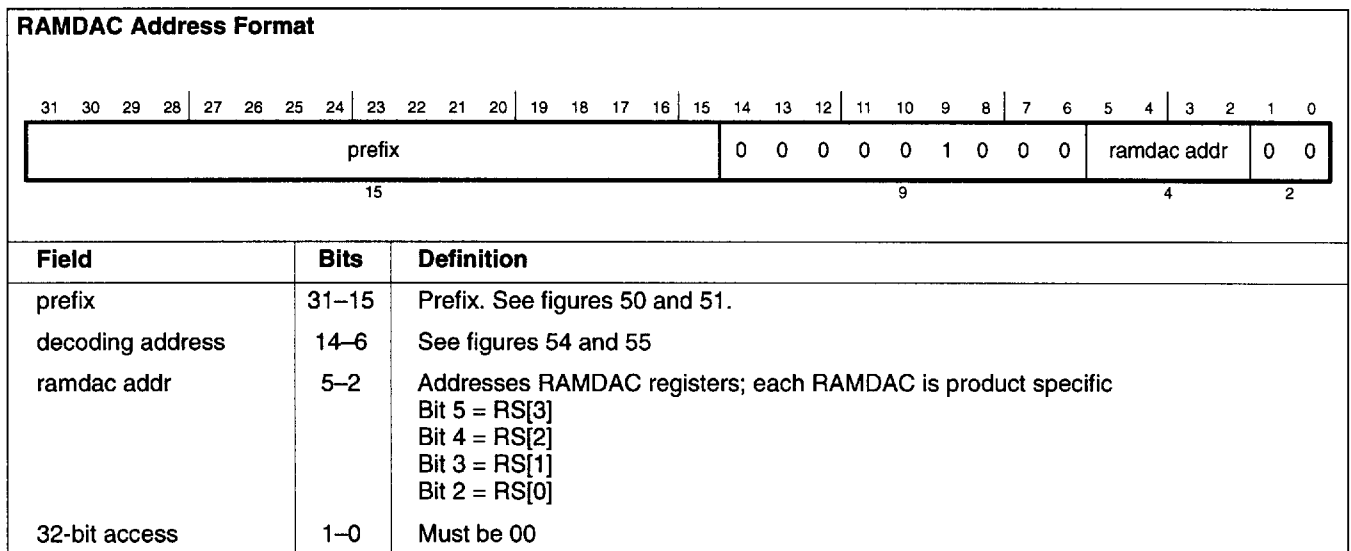 RAMDAC Address Format
31 30 29 28 27 26 25 24 23 22 21 20 19 18 17 16 15 14 13 12 11 10 9 8 7 6 5 4 3 2 1 0
prefix 0 0 0 0 0 1 0 0 0 ramdac addr 0 0
15 9 4 2
Field Bits Definition
prefix 31–15 Prefix. See figures 50 and 51.
decoding address 14–6 See figures 54 and 55
ramdac addr 5–2 Addresses RAMDAC registers; each RAMDAC is product specific
Bit 5 = RS[3]
Bit 4 = RS[2]
Bit 3 = RS[1]
Bit 2 = RS[0]
32-bit access 1–0 Must be 00